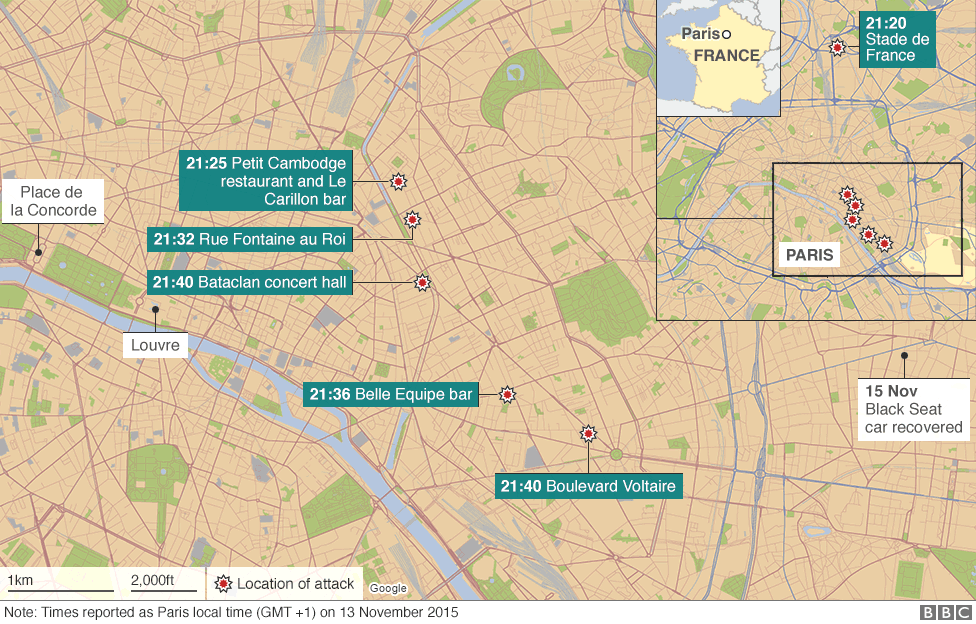 Paris
FRANCE
21:20
Stade de
France
21:25 Petit Cambodge
restaurant and Le
Carillon bar
Place de
la Concorde
21:32 Rue Fontaine au Roi
PARIS
21:40 Bataclan concert hall
Louvre
21:36 Belle Equipe bar
15 Nov
Black Seat
car recovered
21:40 Boulevard Voltaire
1km
2,000ft
Location of attack
Google
Note: Times reported as Paris local time (GMT +1) on 13 November 2015
BBC